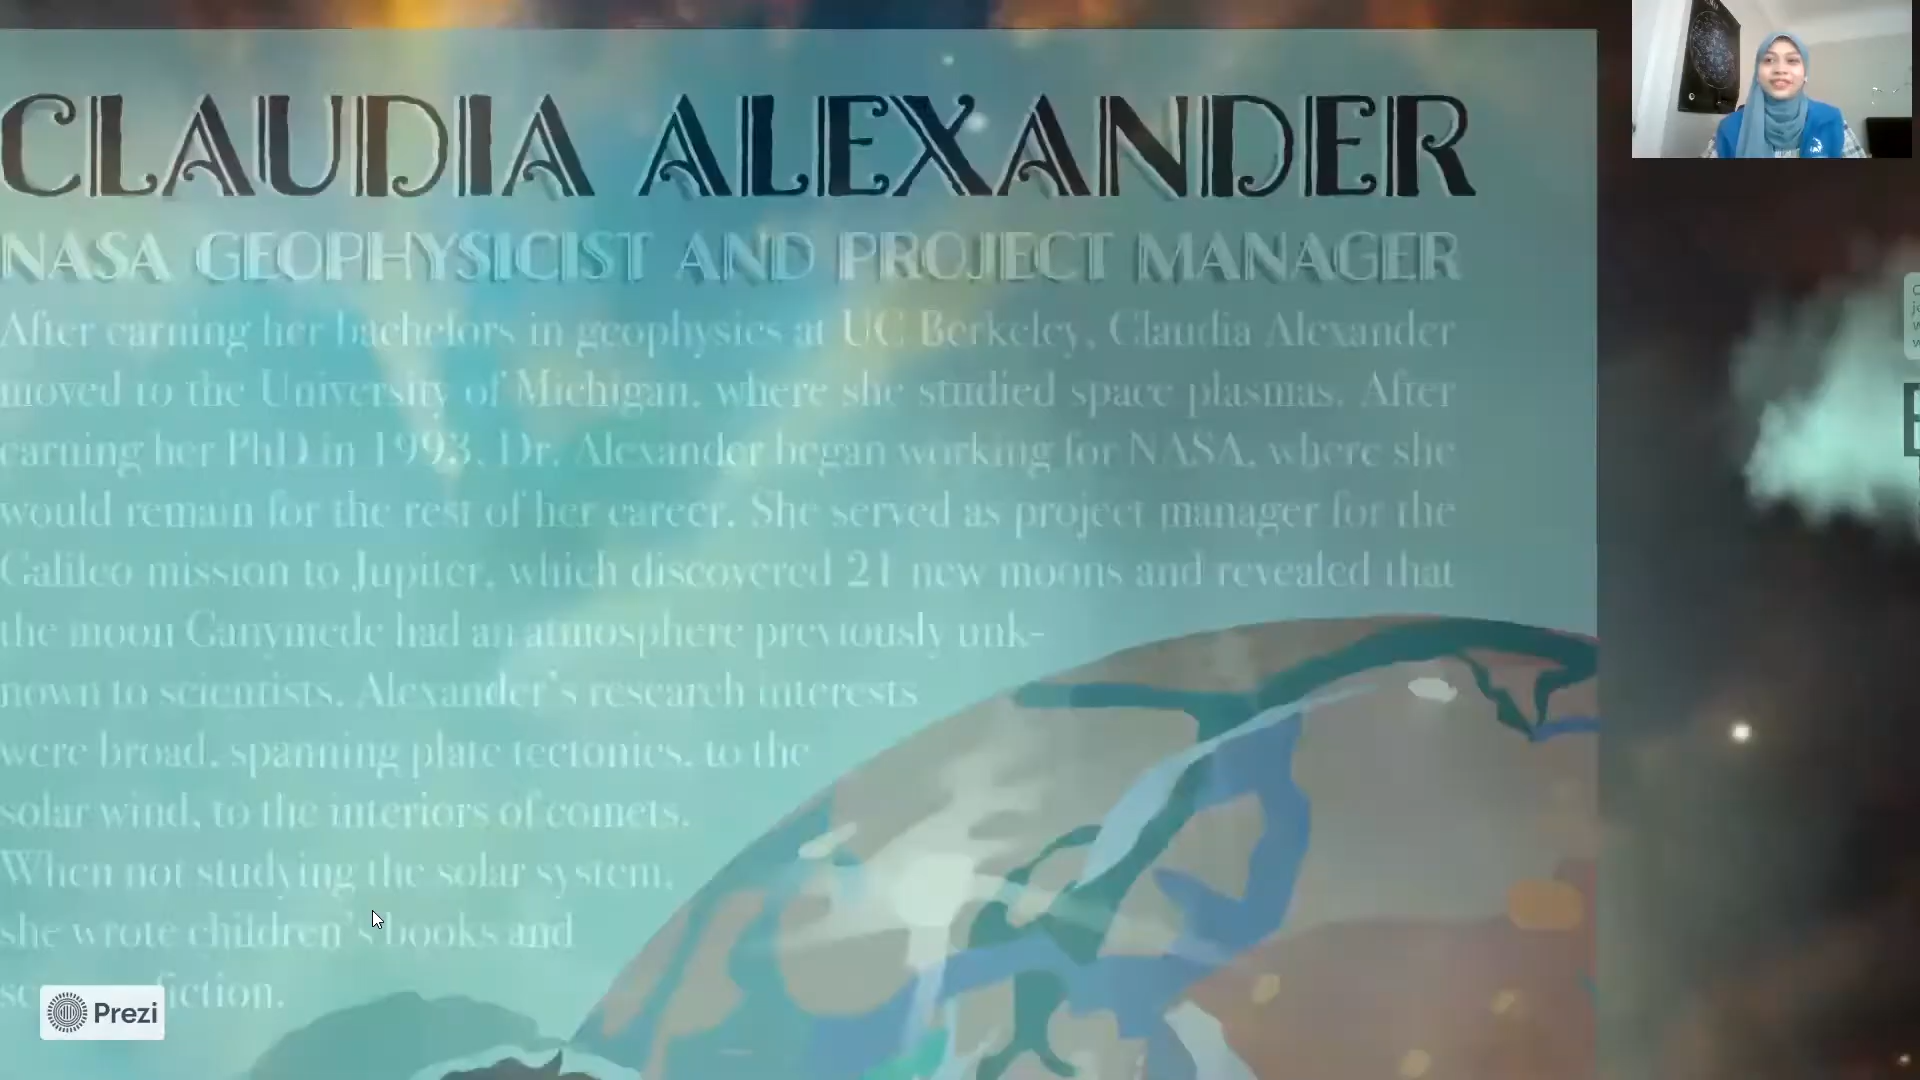 CLAUDIA ALEXANDER
NASA GEOPHYSICIST AND PROJECT MANAGER
After earning her bachelors in geophysics at UC Berkeley, Claudia Alexander
moved to the University of Michigan, where she studied space plasmas. After
earning her PhD in 1993, Dr. Alexander began working for NASA, where she
would remain for the rest of her career. She served as project manager for the
Galileo mission to Jupiter, which discovered 21 new moons and revealed that
the moon Ganymede had an atmosphere previously unk-
nown to scientists. Alexander's research interests
were broad, spanning plate tectonics, to the
solar wind, to the interiors of comets.
When not studying the solar system,
she wrote children's books and
fiction.
Prezi